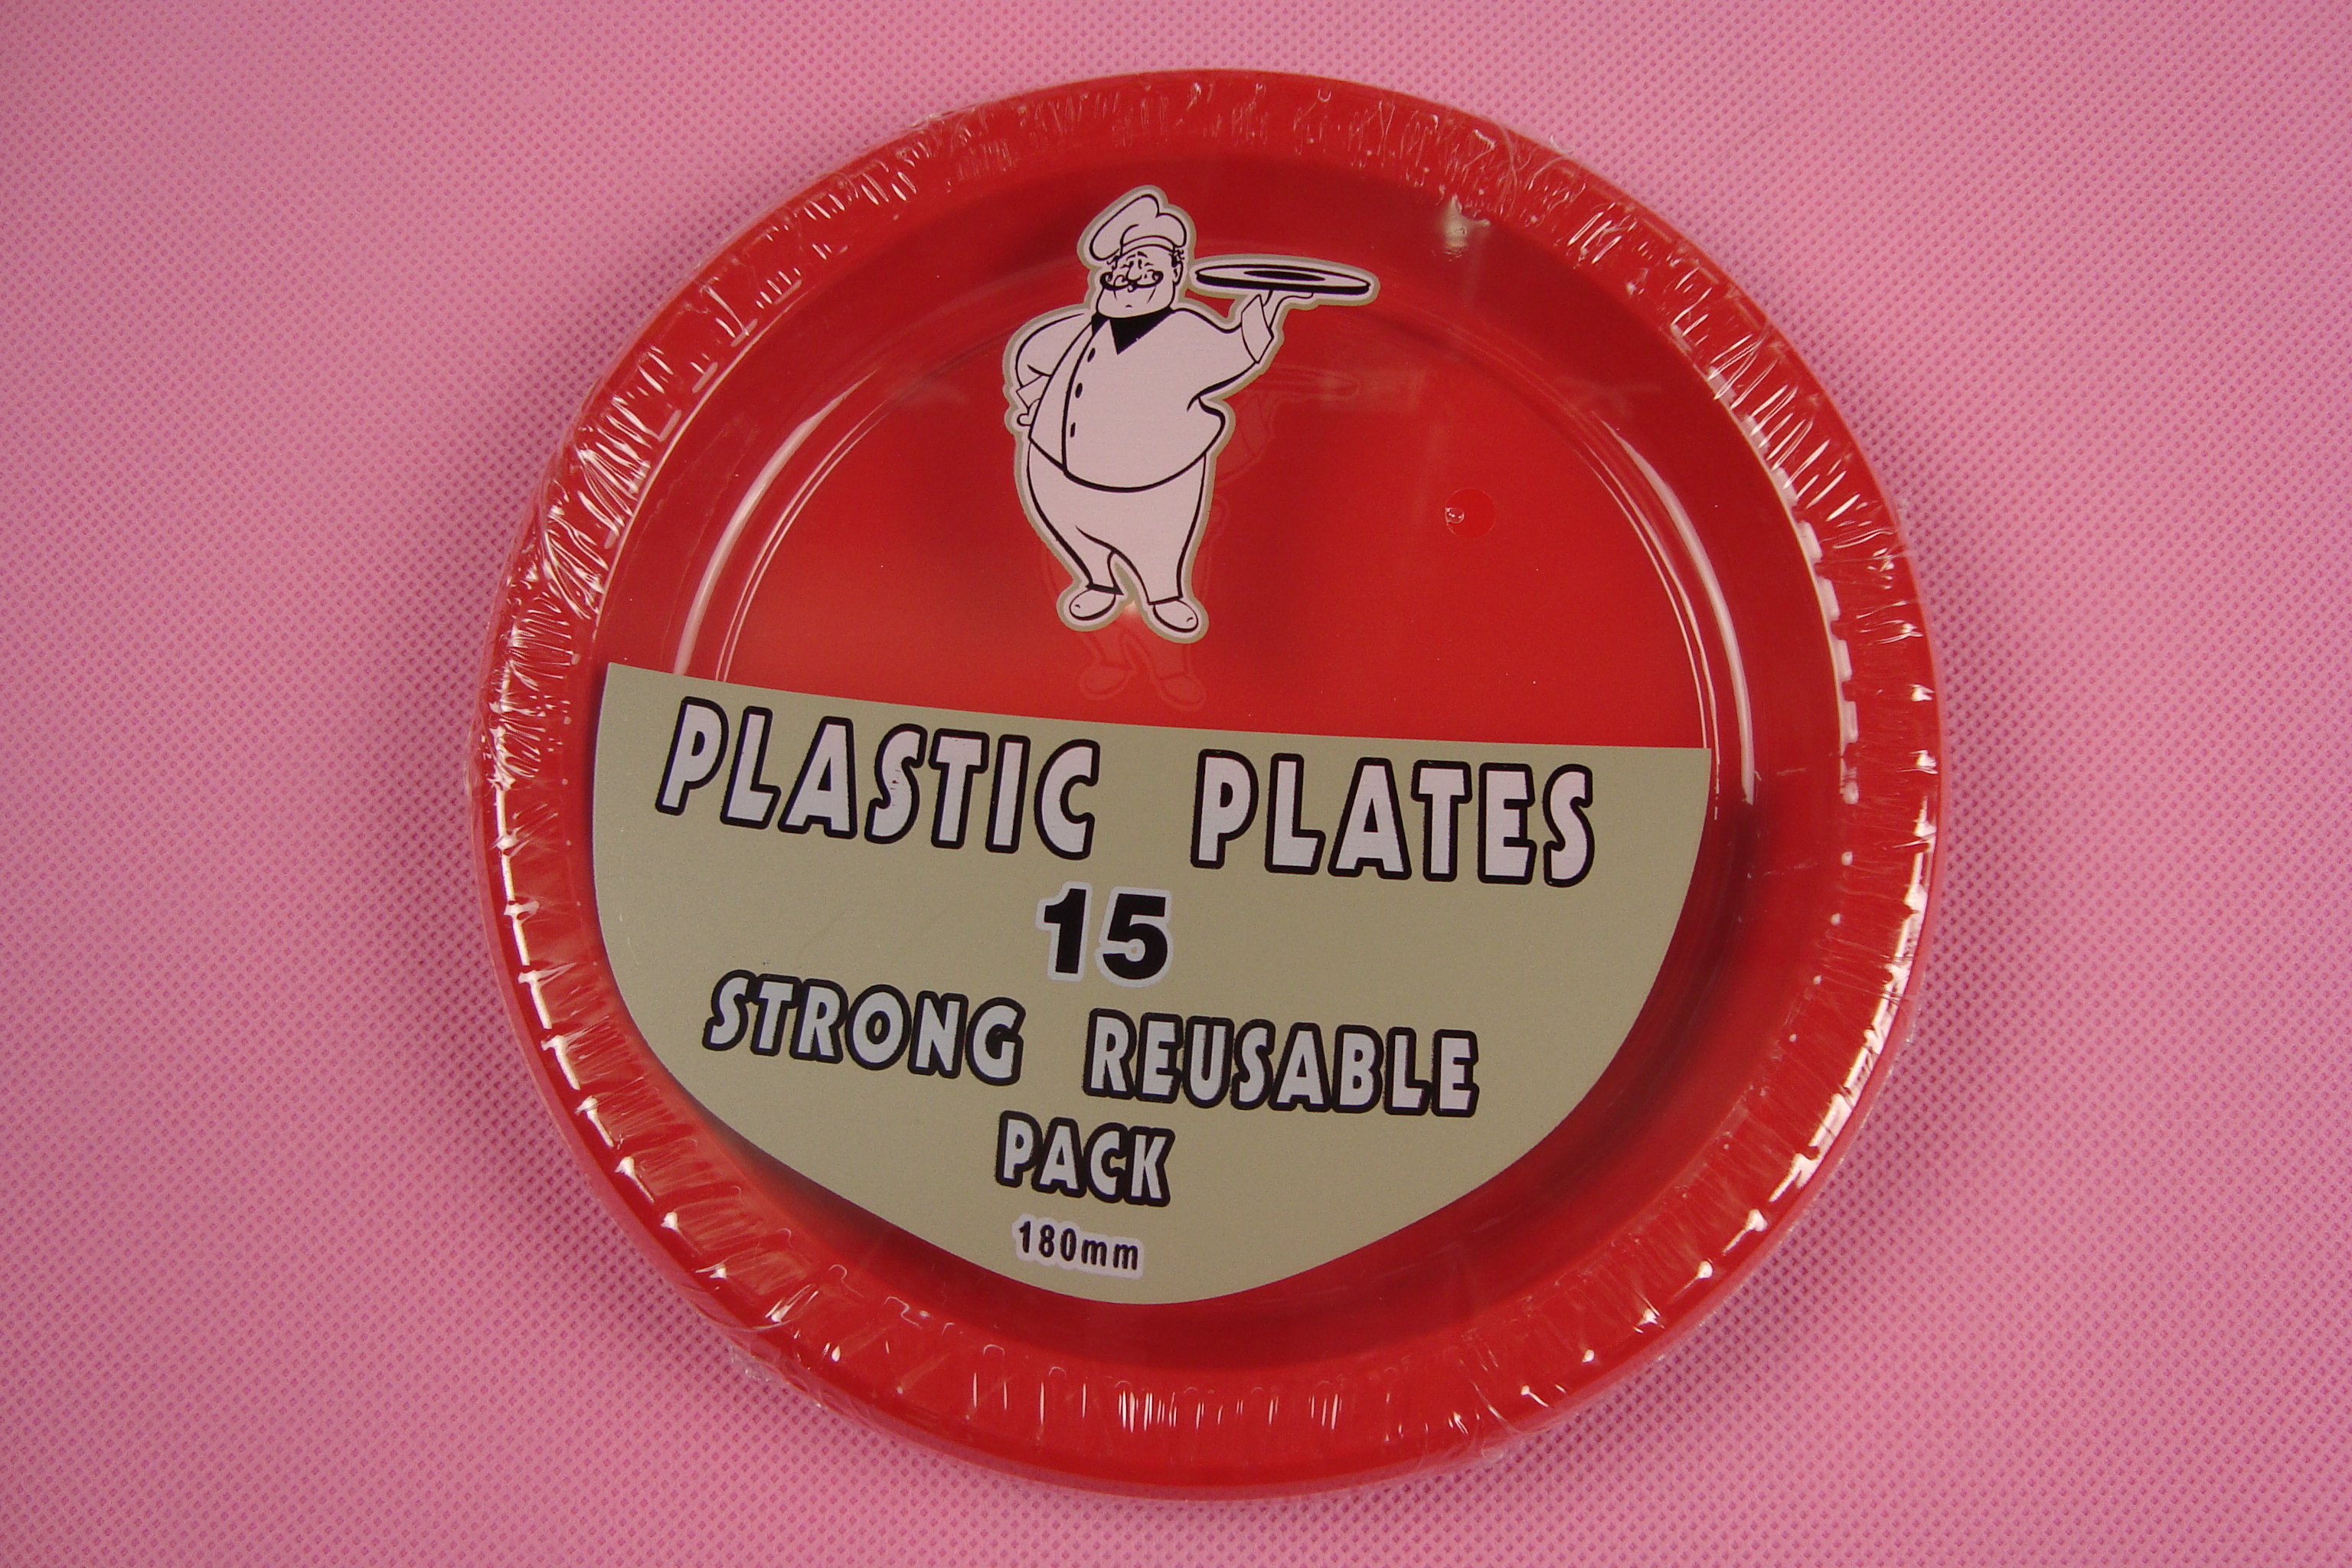 PLASTIC PLATES
15
STRONG REUSABLE
PACK
180mm